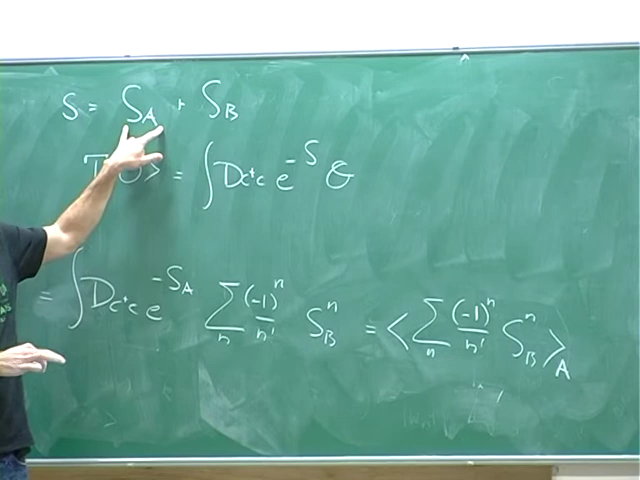 S = S_A + S_B
> = ∫ Dc⁺c e^{-S} O
= ∫ Dc⁺c e^{-S_A} Σ_n (-1)^n / n! S_B^n = < Σ_n (-1)^n / n! S_B^n >_A